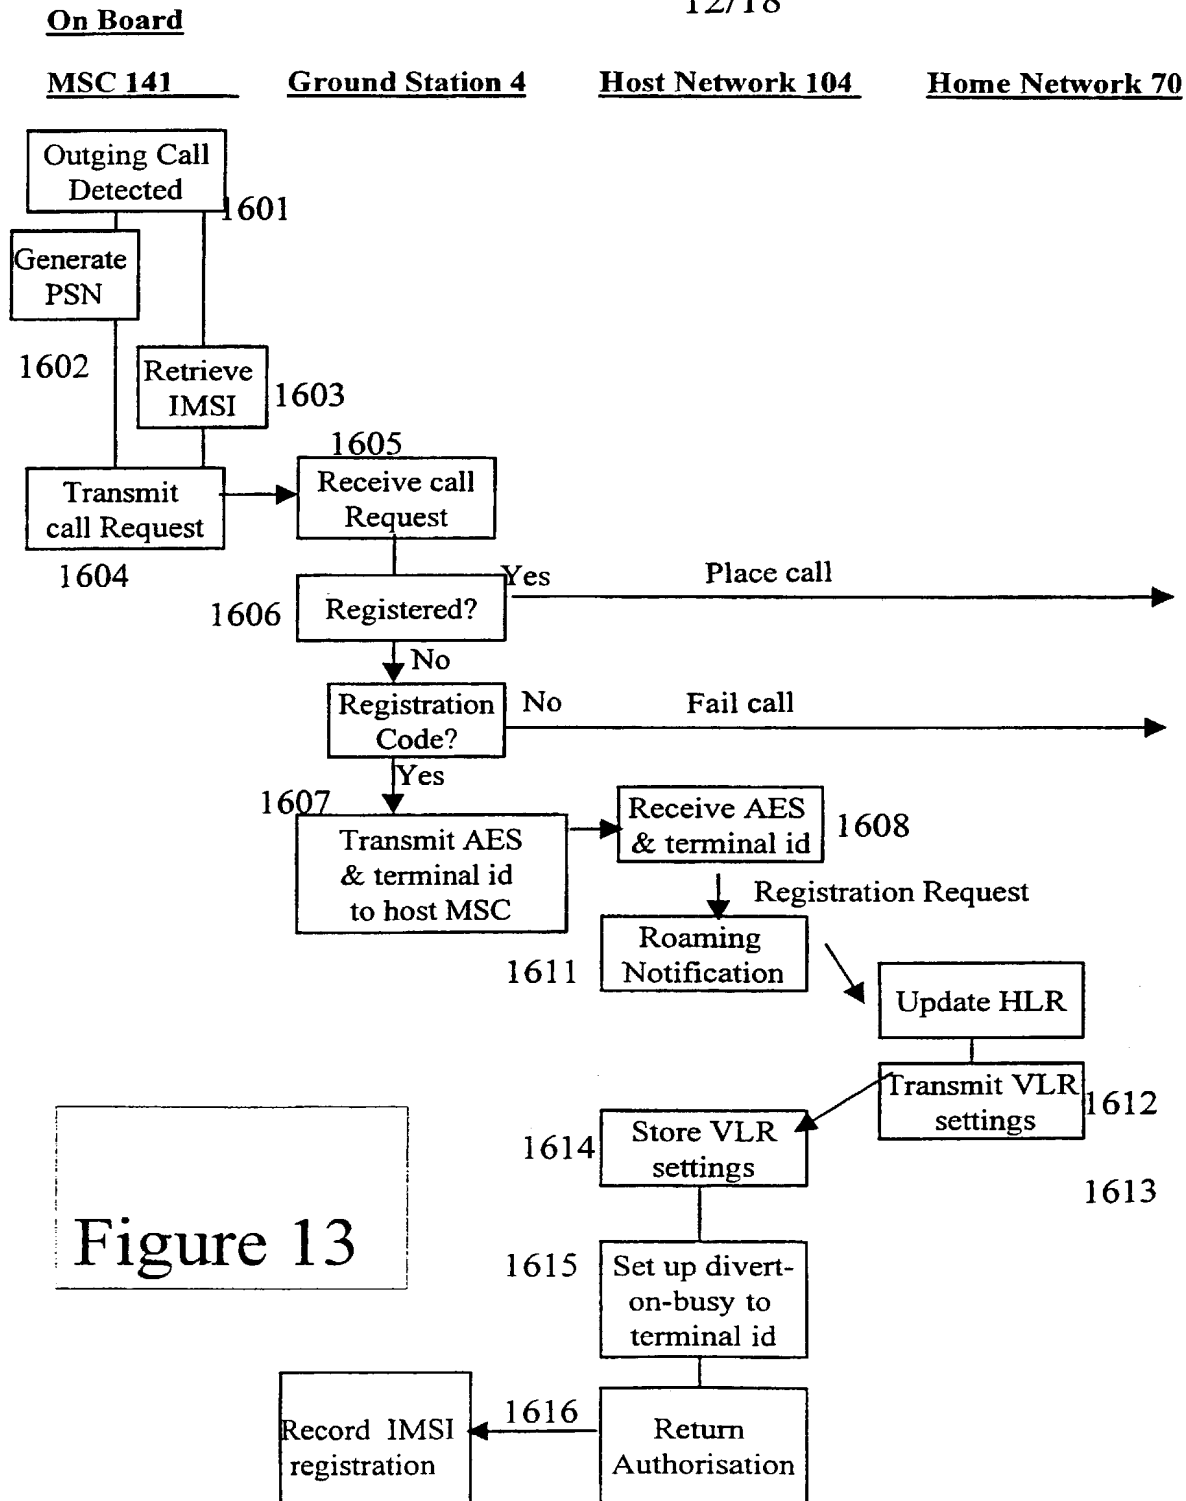 12/18
On Board
MSC 141
Ground Station 4
Host Network 104
Home Network 70
Outging Call
Detected
1601
Generate
PSN
1602
Retrieve
IMSI
1603
Transmit
call Request
1604
1605
Receive call
Request
1606
Registered?
Yes
Place call
No
Registration
Code?
No
Fail call
Yes
1607
Transmit AES
& terminal id
to host MSC
Receive AES
& terminal id
1608
Registration Request
Roaming
Notification
1611
Update HLR
Transmit VLR
settings
1612
1613
Store VLR
settings
1614
Figure 13
1615
Set up divert-
on-busy to
terminal id
Return
Authorisation
1616
Record IMSI
registration